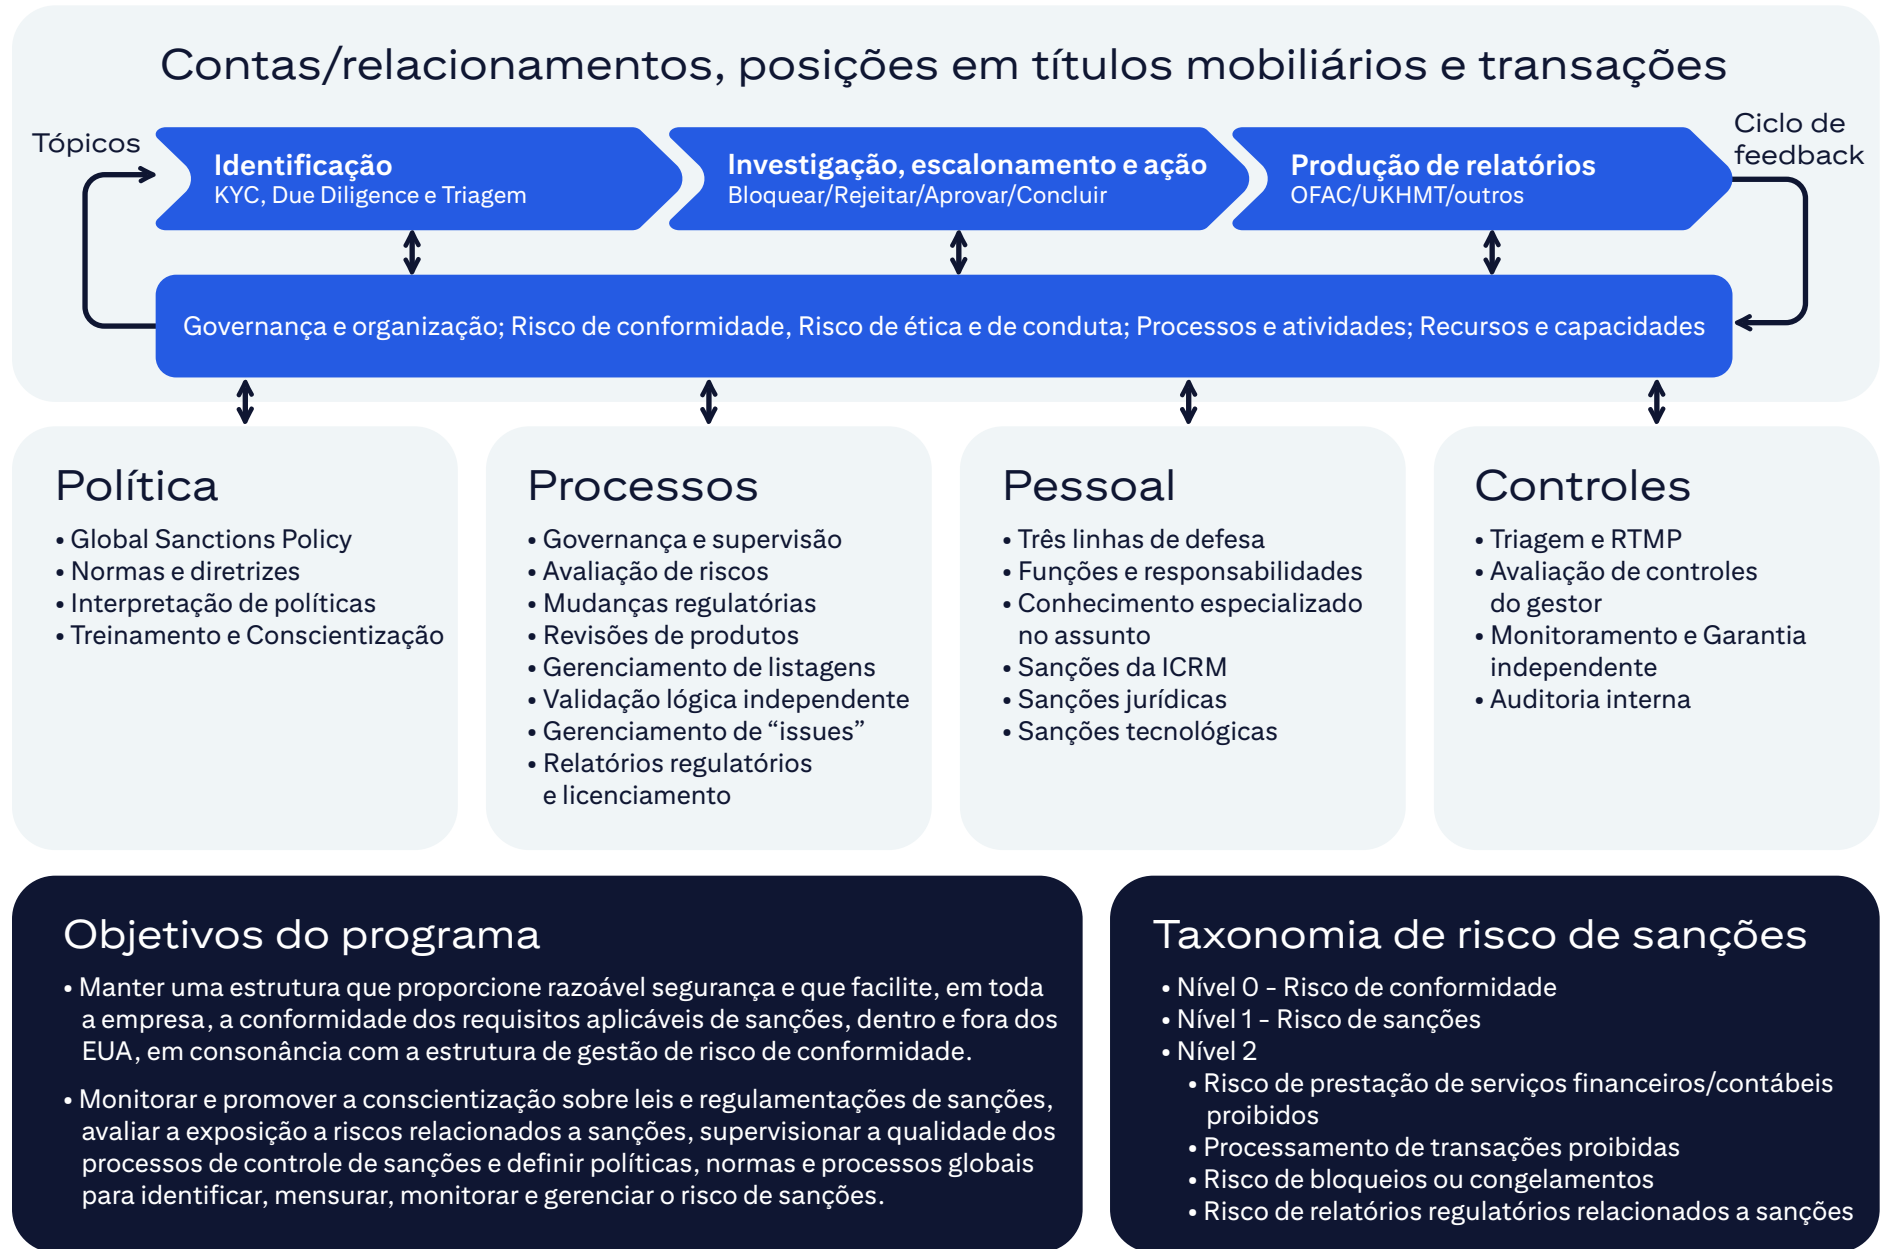 Contas/relacionamentos, posições em títulos mobiliários e transações
Tópicos
Identificação
KYC, Due Diligence e Triagem
Investigação, escalonamento e ação
Bloquear/Rejeitar/Aprovar/Concluir
Produção de relatórios
OFAC/UKHMT/outros
Ciclo de
feedback
Governança e organização; Risco de conformidade, Risco de ética e de conduta; Processos e atividades; Recursos e capacidades
Política
• Global Sanctions Policy
• Normas e diretrizes
• Interpretação de políticas
• Treinamento e Conscientização
Processos
• Governança e supervisão
• Avaliação de riscos
• Mudanças regulatórias
• Revisões de produtos
• Gerenciamento de listagens
• Validação lógica independente
• Gerenciamento de “issues”
• Relatórios regulatórios
e licenciamento
Pessoal
• Três linhas de defesa
• Funções e responsabilidades
• Conhecimento especializado
no assunto
• Sanções da ICRM
• Sanções jurídicas
• Sanções tecnológicas
Controles
• Triagem e RTMP
• Avaliação de controles
do gestor
• Monitoramento e Garantia
independente
• Auditoria interna
Objetivos do programa
• Manter uma estrutura que proporcione razoável segurança e que facilite, em toda
a empresa, a conformidade dos requisitos aplicáveis de sanções, dentro e fora dos
EUA, em consonância com a estrutura de gestão de risco de conformidade.
• Monitorar e promover a conscientização sobre leis e regulamentações de sanções,
avaliar a exposição a riscos relacionados a sanções, supervisionar a qualidade dos
processos de controle de sanções e definir políticas, normas e processos globais
para identificar, mensurar, monitorar e gerenciar o risco de sanções.
Taxonomia de risco de sanções
• Nível 0 - Risco de conformidade
• Nível 1 - Risco de sanções
• Nível 2
• Risco de prestação de serviços financeiros/contábeis
proibidos
• Processamento de transações proibidas
• Risco de bloqueios ou congelamentos
• Risco de relatórios regulatórios relacionados a sanções